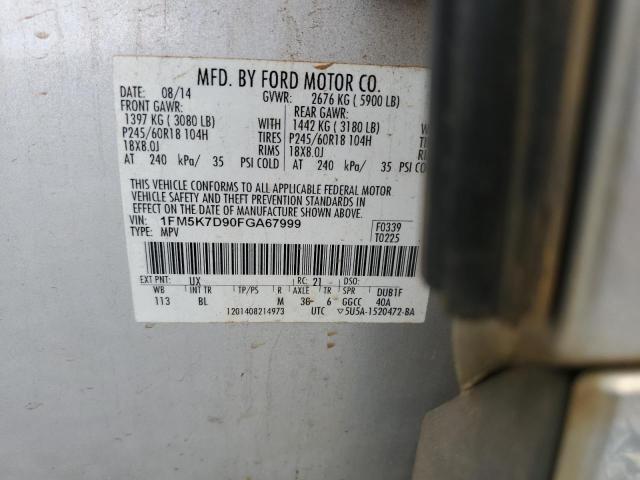 MFD. BY FORD MOTOR CO.
DATE: 08/14 GVWR: 2676 KG ( 5900 LB)
FRONT GAWR: REAR GAWR:
1397 KG ( 3080 LB) WITH 1442 KG ( 3180 LB)
P245/60R18 104H TIRES P245/60R18 104H
18X8.0J RIMS 18X8.0J
AT 240 kPa/ 35 PSI COLD AT 240 kPa/ 35 PSI COLD
THIS VEHICLE CONFORMS TO ALL APPLICABLE FEDERAL MOTOR
VEHICLE SAFETY AND THEFT PREVENTION STANDARDS IN
EFFECT ON THE DATE OF MANUFACTURE SHOWN ABOVE.
VIN: 1FM5K7D90FGA67999 F0339
TYPE: MPV T0225
EXT PNT: UX RC: 21 DSO:
WB INT TR TP/PS R AXLE TR SPR DUB1F
113 BL M 36 6 GGCC 40A
1201408214973 UTC ▽5U5A-1520472-BA